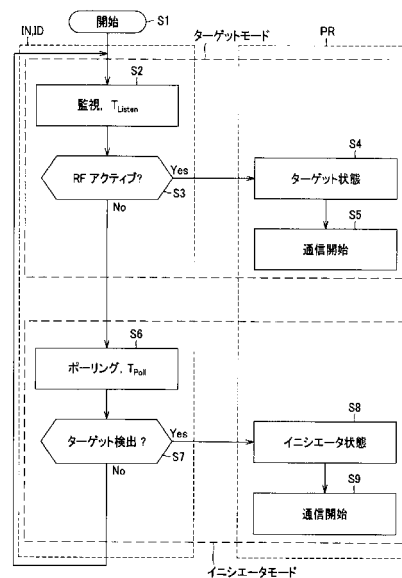 開始
S1
IN,ID
ターゲットモード
PR
S2
監視, T_Listen
RF アクティブ?
Yes
S3
No
S4
ターゲット状態
S5
通信開始
S6
ポーリング, T_Poll
ターゲット検出?
Yes
S7
No
S8
イニシエータ状態
S9
通信開始
イニシエータモード